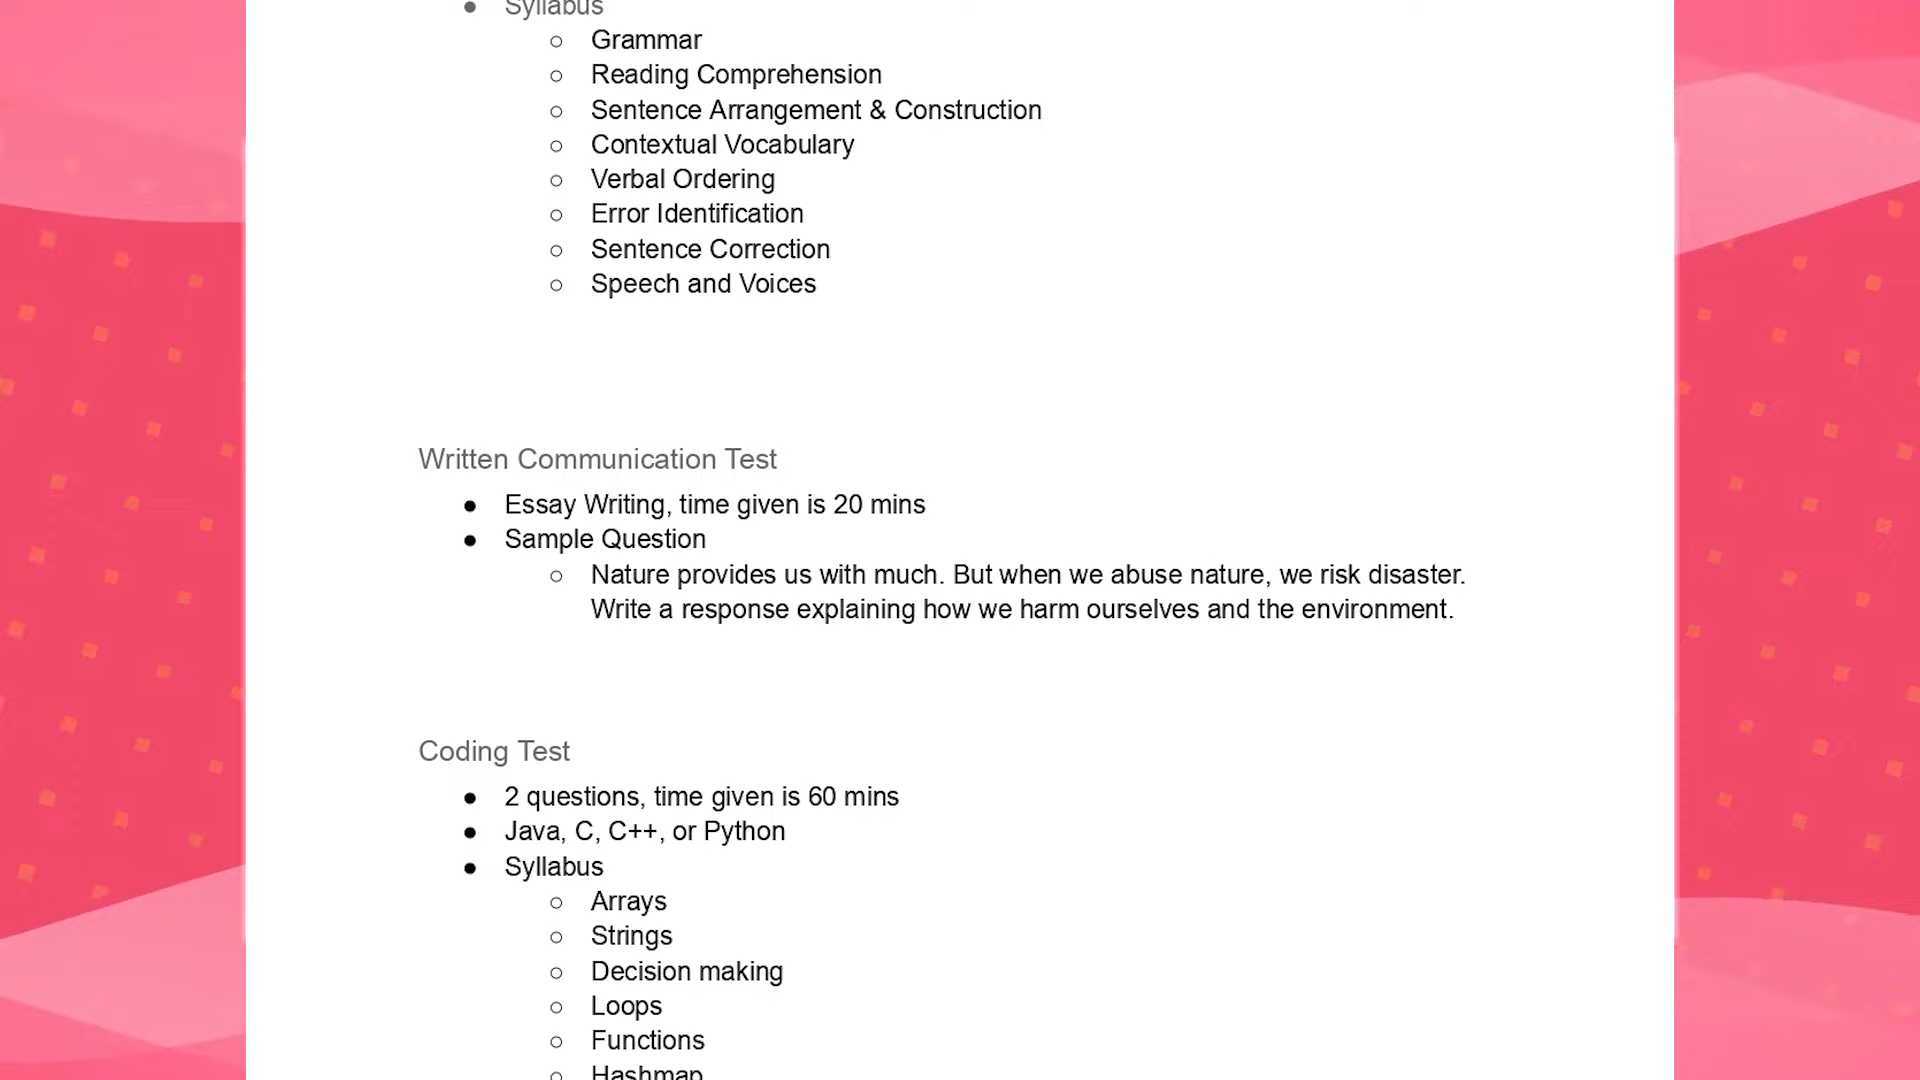 ● Syllabus
○ Grammar
○ Reading Comprehension
○ Sentence Arrangement & Construction
○ Contextual Vocabulary
○ Verbal Ordering
○ Error Identification
○ Sentence Correction
○ Speech and Voices
Written Communication Test
● Essay Writing, time given is 20 mins
● Sample Question
○ Nature provides us with much. But when we abuse nature, we risk disaster.
Write a response explaining how we harm ourselves and the environment.
Coding Test
● 2 questions, time given is 60 mins
● Java, C, C++, or Python
● Syllabus
○ Arrays
○ Strings
○ Decision making
○ Loops
○ Functions
○ Hashmap